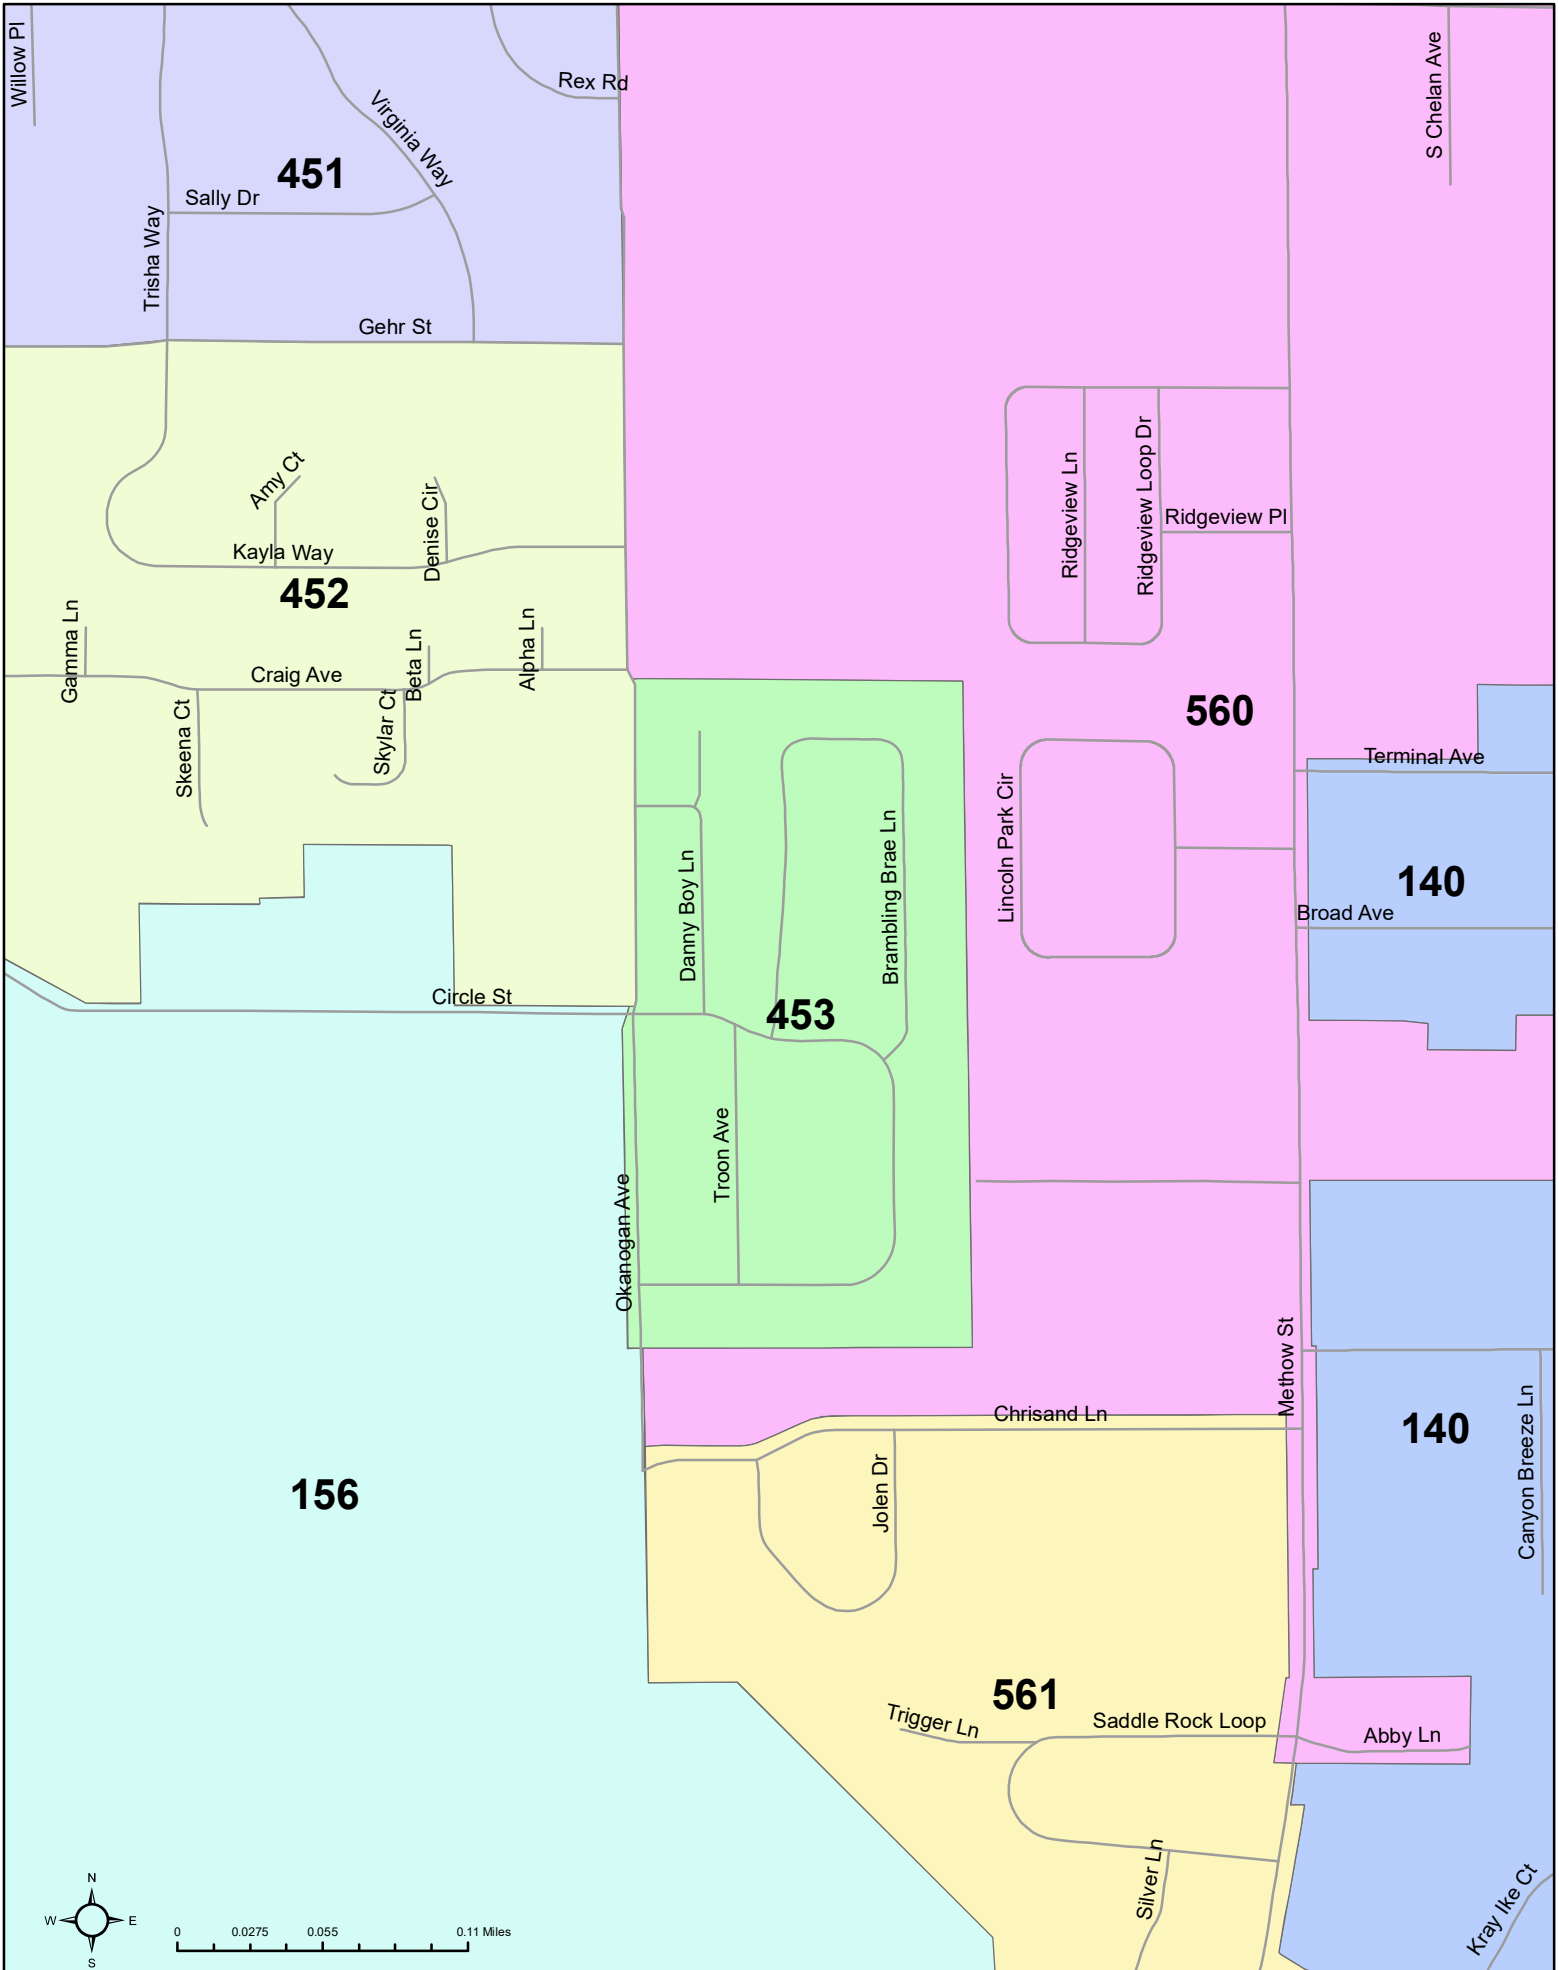 Willow Pl
Rex Rd
S Chelan Ave
Virginia Way
451
Sally Dr
Trisha Way
Gehr St
Amy Ct
Denise Cir
Kayla Way
452
Ridgeview Ln
Ridgeview Loop Dr
Ridgeview Pl
Gamma Ln
Craig Ave
Beta Ln
Alpha Ln
Skeena Ct
Skylar Ct
560
Terminal Ave
Lincoln Park Cir
140
Broad Ave
Danny Boy Ln
Brambling Brae Ln
Circle St
453
Troon Ave
Okanogan Ave
Methow St
Chrisand Ln
140
Canyon Breeze Ln
Jolen Dr
156
561
Trigger Ln
Saddle Rock Loop
Abby Ln
Silver Ln
Kray Ike Ct
N
W E
S
0 0.0275 0.055 0.11 Miles